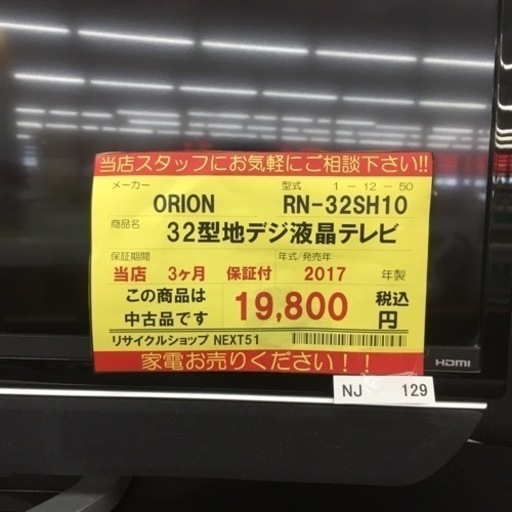 当店スタッフにお気軽にご相談下さい!!
メーカー 型式 1-12-50
ORION RN-32SH10
商品名 32型地デジ液晶テレビ
保証期間 年式/発売年
当店 3ヶ月 保証付 2017 年製
この商品は
中古品です 19,800 税込
円
リサイクルショップ NEXT51
家電お売りください！！
HDMI
NJ 129